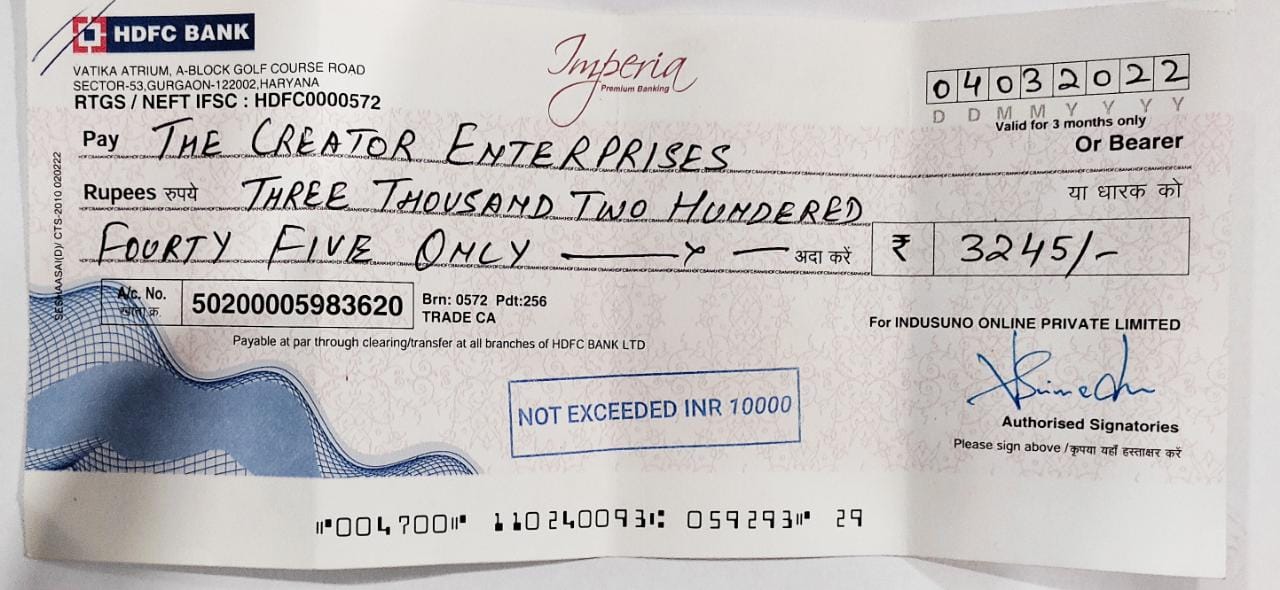 HDFC BANK
VATIKA ATRIUM, A-BLOCK GOLF COURSE ROAD
SECTOR-53,GURGAON-122002,HARYANA
RTGS / NEFT IFSC : HDFC0000572
Imperia
Premium Banking
04032022
D D M M Y Y Y Y
Valid for 3 months only
Pay THE CREATOR ENTERPRISES
Or Bearer
Rupees रुपये THREE THOUSAND TWO HUNDERED
या धारक को
FOURTY FIVE ONLY ——x— अदा करें ₹ 3245/-
A/c. No.
खाता क्र.
50200005983620
Brn: 0572 Pdt:256
TRADE CA
Payable at par through clearing/transfer at all branches of HDFC BANK LTD
For INDUSUNO ONLINE PRIVATE LIMITED
NOT EXCEEDED INR 10000
Authorised Signatories
Please sign above /कृपया यहाँ हस्ताक्षर करें
⑈004700⑈ 110240093⑆ 059293⑈ 29
CTS-2010 020222